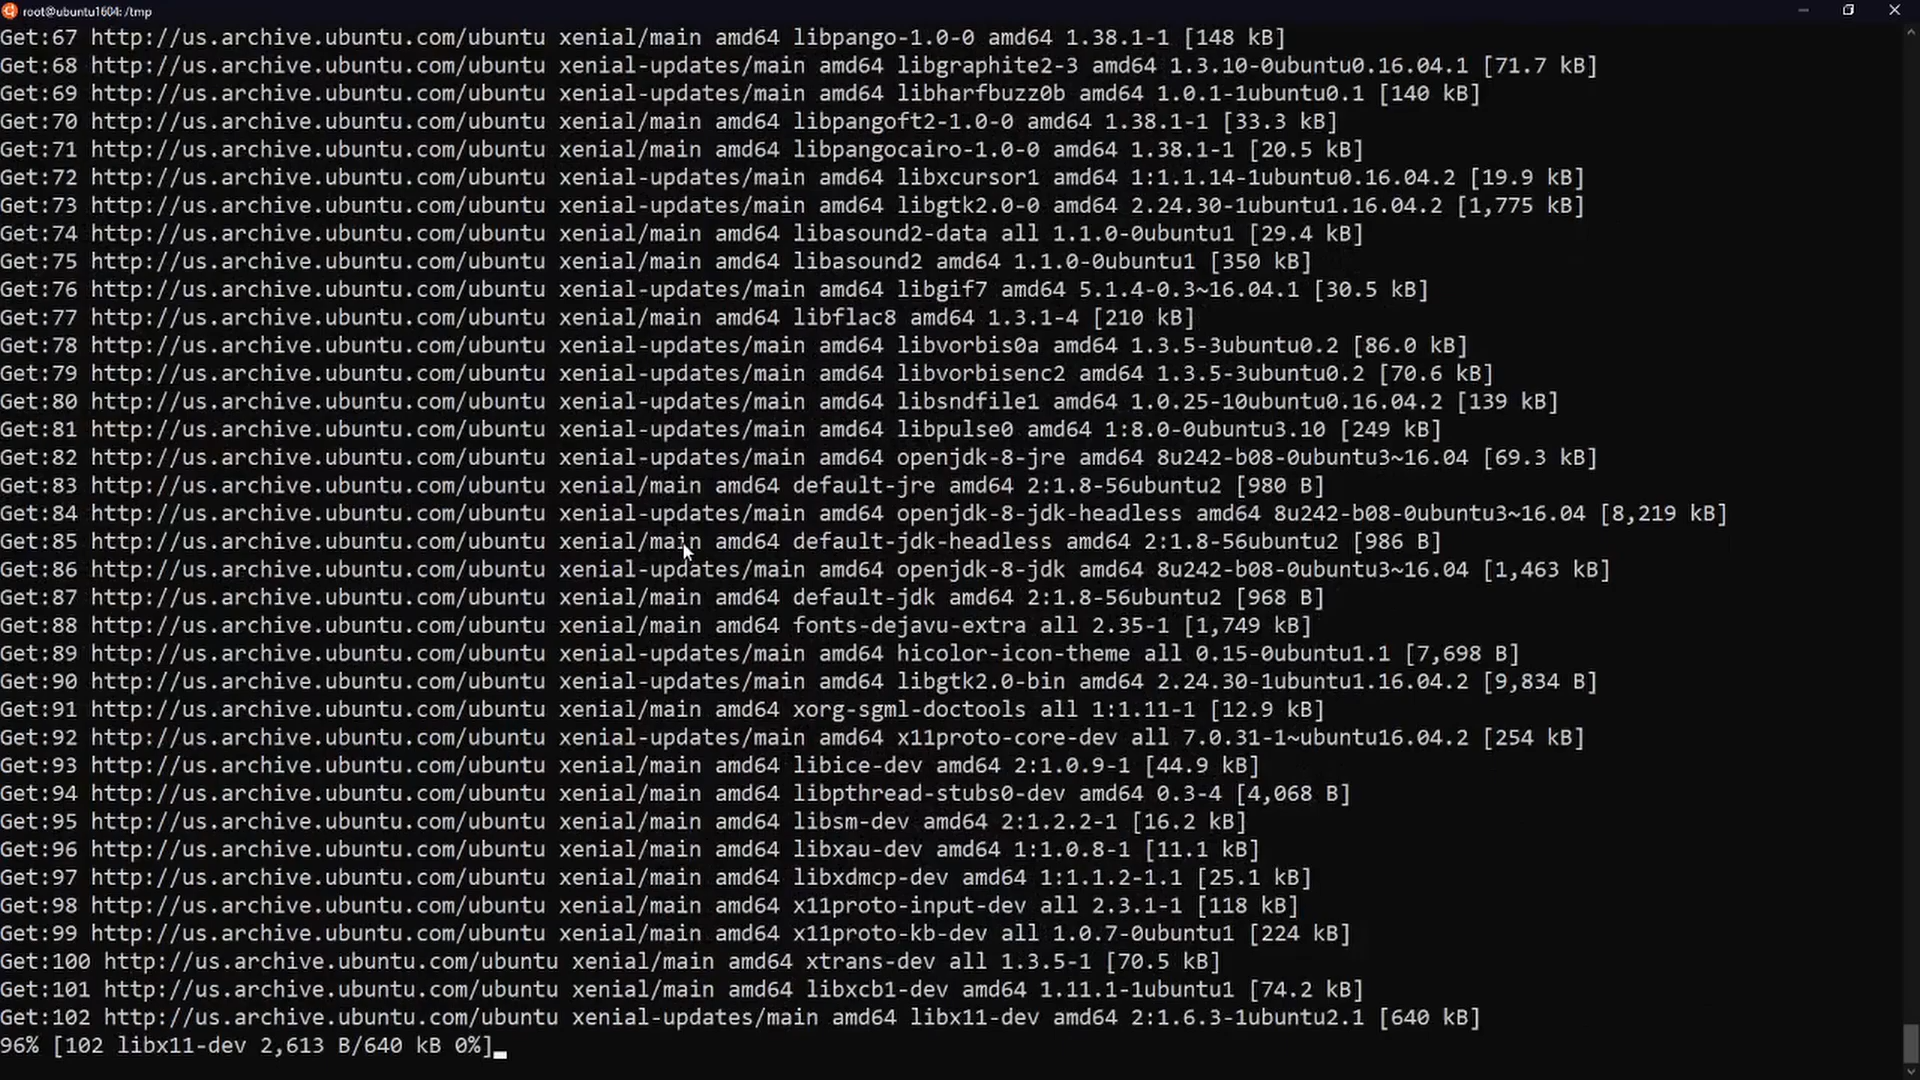 root@ubuntu1604: /tmp
Get:67 http://us.archive.ubuntu.com/ubuntu xenial/main amd64 libpango-1.0-0 amd64 1.38.1-1 [148 kB]
Get:68 http://us.archive.ubuntu.com/ubuntu xenial-updates/main amd64 libgraphite2-3 amd64 1.3.10-0ubuntu0.16.04.1 [71.7 kB]
Get:69 http://us.archive.ubuntu.com/ubuntu xenial-updates/main amd64 libharfbuzz0b amd64 1.0.1-1ubuntu0.1 [140 kB]
Get:70 http://us.archive.ubuntu.com/ubuntu xenial/main amd64 libpangoft2-1.0-0 amd64 1.38.1-1 [33.3 kB]
Get:71 http://us.archive.ubuntu.com/ubuntu xenial/main amd64 libpangocairo-1.0-0 amd64 1.38.1-1 [20.5 kB]
Get:72 http://us.archive.ubuntu.com/ubuntu xenial-updates/main amd64 libxcursor1 amd64 1:1.1.14-1ubuntu0.16.04.2 [19.9 kB]
Get:73 http://us.archive.ubuntu.com/ubuntu xenial-updates/main amd64 libgtk2.0-0 amd64 2.24.30-1ubuntu1.16.04.2 [1,775 kB]
Get:74 http://us.archive.ubuntu.com/ubuntu xenial/main amd64 libasound2-data all 1.1.0-0ubuntu1 [29.4 kB]
Get:75 http://us.archive.ubuntu.com/ubuntu xenial/main amd64 libasound2 amd64 1.1.0-0ubuntu1 [350 kB]
Get:76 http://us.archive.ubuntu.com/ubuntu xenial-updates/main amd64 libgif7 amd64 5.1.4-0.3~16.04.1 [30.5 kB]
Get:77 http://us.archive.ubuntu.com/ubuntu xenial/main amd64 libflac8 amd64 1.3.1-4 [210 kB]
Get:78 http://us.archive.ubuntu.com/ubuntu xenial-updates/main amd64 libvorbis0a amd64 1.3.5-3ubuntu0.2 [86.0 kB]
Get:79 http://us.archive.ubuntu.com/ubuntu xenial-updates/main amd64 libvorbisenc2 amd64 1.3.5-3ubuntu0.2 [70.6 kB]
Get:80 http://us.archive.ubuntu.com/ubuntu xenial-updates/main amd64 libsndfile1 amd64 1.0.25-10ubuntu0.16.04.2 [139 kB]
Get:81 http://us.archive.ubuntu.com/ubuntu xenial-updates/main amd64 libpulse0 amd64 1:8.0-0ubuntu3.10 [249 kB]
Get:82 http://us.archive.ubuntu.com/ubuntu xenial-updates/main amd64 openjdk-8-jre amd64 8u242-b08-0ubuntu3~16.04 [69.3 kB]
Get:83 http://us.archive.ubuntu.com/ubuntu xenial/main amd64 default-jre amd64 2:1.8-56ubuntu2 [980 B]
Get:84 http://us.archive.ubuntu.com/ubuntu xenial-updates/main amd64 openjdk-8-jdk-headless amd64 8u242-b08-0ubuntu3~16.04 [8,219 kB]
Get:85 http://us.archive.ubuntu.com/ubuntu xenial/main amd64 default-jdk-headless amd64 2:1.8-56ubuntu2 [986 B]
Get:86 http://us.archive.ubuntu.com/ubuntu xenial-updates/main amd64 openjdk-8-jdk amd64 8u242-b08-0ubuntu3~16.04 [1,463 kB]
Get:87 http://us.archive.ubuntu.com/ubuntu xenial/main amd64 default-jdk amd64 2:1.8-56ubuntu2 [968 B]
Get:88 http://us.archive.ubuntu.com/ubuntu xenial/main amd64 fonts-dejavu-extra all 2.35-1 [1,749 kB]
Get:89 http://us.archive.ubuntu.com/ubuntu xenial-updates/main amd64 hicolor-icon-theme all 0.15-0ubuntu1.1 [7,698 B]
Get:90 http://us.archive.ubuntu.com/ubuntu xenial-updates/main amd64 libgtk2.0-bin amd64 2.24.30-1ubuntu1.16.04.2 [9,834 B]
Get:91 http://us.archive.ubuntu.com/ubuntu xenial/main amd64 xorg-sgml-doctools all 1:1.11-1 [12.9 kB]
Get:92 http://us.archive.ubuntu.com/ubuntu xenial-updates/main amd64 x11proto-core-dev all 7.0.31-1~ubuntu16.04.2 [254 kB]
Get:93 http://us.archive.ubuntu.com/ubuntu xenial/main amd64 libice-dev amd64 2:1.0.9-1 [44.9 kB]
Get:94 http://us.archive.ubuntu.com/ubuntu xenial/main amd64 libpthread-stubs0-dev amd64 0.3-4 [4,068 B]
Get:95 http://us.archive.ubuntu.com/ubuntu xenial/main amd64 libsm-dev amd64 2:1.2.2-1 [16.2 kB]
Get:96 http://us.archive.ubuntu.com/ubuntu xenial/main amd64 libxau-dev amd64 1:1.0.8-1 [11.1 kB]
Get:97 http://us.archive.ubuntu.com/ubuntu xenial/main amd64 libxdmcp-dev amd64 1:1.1.2-1.1 [25.1 kB]
Get:98 http://us.archive.ubuntu.com/ubuntu xenial/main amd64 x11proto-input-dev all 2.3.1-1 [118 kB]
Get:99 http://us.archive.ubuntu.com/ubuntu xenial/main amd64 x11proto-kb-dev all 1.0.7-0ubuntu1 [224 kB]
Get:100 http://us.archive.ubuntu.com/ubuntu xenial/main amd64 xtrans-dev all 1.3.5-1 [70.5 kB]
Get:101 http://us.archive.ubuntu.com/ubuntu xenial/main amd64 libxcb1-dev amd64 1.11.1-1ubuntu1 [74.2 kB]
Get:102 http://us.archive.ubuntu.com/ubuntu xenial-updates/main amd64 libx11-dev amd64 2:1.6.3-1ubuntu2.1 [640 kB]
96% [102 libx11-dev 2,613 B/640 kB 0%]